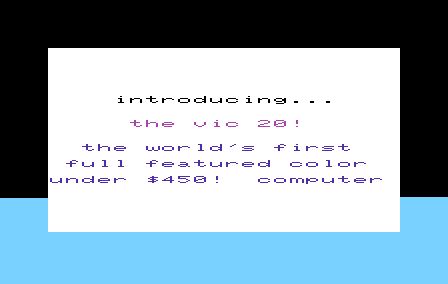 introducing...
the vic 20!
the world's first
full featured color
under $450!  computer